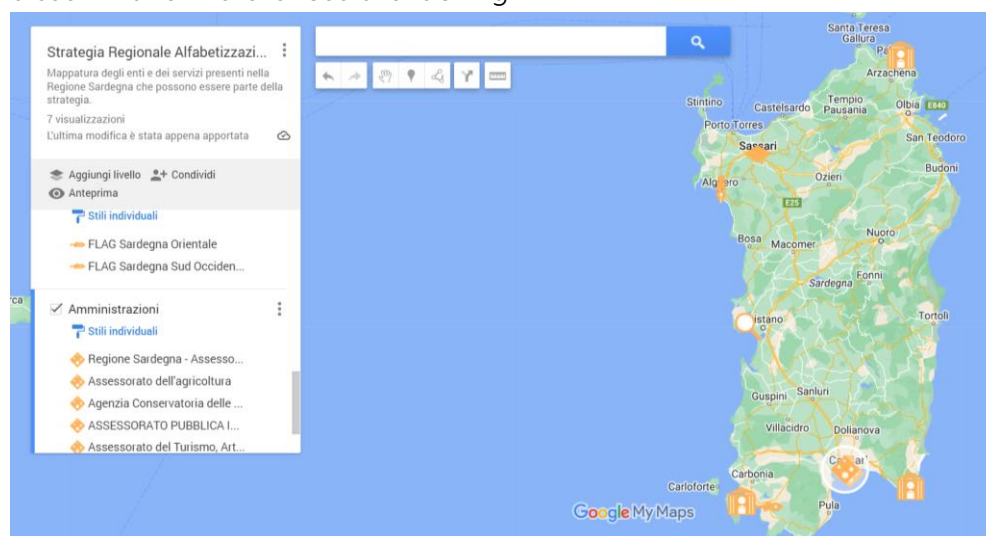 Strategia Regionale Alfabetizzazi...
Mappatura degli enti e dei servizi presenti nella
Regione Sardegna che possono essere parte della
strategia.
7 visualizzazioni
L'ultima modifica è stata appena apportata
Aggiungi livello
Condividi
Anteprima
Stili individuali
FLAG Sardegna Orientale
FLAG Sardegna Sud Occiden...
Amministrazioni
Stili individuali
Regione Sardegna - Assesso...
Assessorato dell'agricoltura
Agenzia Conservatoria delle ...
ASSESSORATO PUBBLICA I...
Assessorato del Turismo, Art...
Santa Teresa
Gallura
Arzachena
Stintino
Castelsardo
Tempio
Pausania
Olbia
E840
Porto Torres
San Teodoro
Sassari
Budoni
Ozieri
E25
Bosa
Macomer
Nuoro
Fonni
Sardegna
Tortolì
Guspini
Sanluri
Villacidro
Dolianova
Carbonia
Carloforte
Pula
Google My Maps